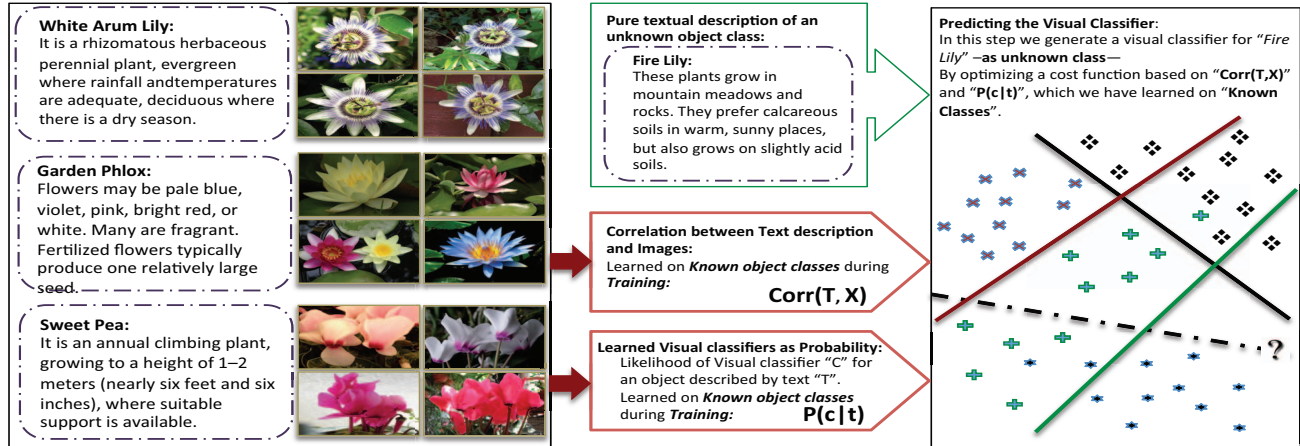 White Arum Lily:
It is a rhizomatous herbaceous
perennial plant, evergreen
where rainfall andtemperatures
are adequate, deciduous where
there is a dry season.
Garden Phlox:
Flowers may be pale blue,
violet, pink, bright red, or
white. Many are fragrant.
Fertilized flowers typically
produce one relatively large
seed.
Sweet Pea:
It is an annual climbing plant,
growing to a height of 1–2
meters (nearly six feet and six
inches), where suitable
support is available.
Pure textual description of an
unknown object class:
Fire Lily:
These plants grow in
mountain meadows and
rocks. They prefer calcareous
soils in warm, sunny places,
but also grows on slightly acid
soils.
Correlation between Text description
and Images:
Learned on Known object classes during
Training:
Corr(T, X)
Learned Visual classifiers as Probability:
Likelihood of Visual classifier “C” for
an object described by text “T”.
Learned on Known object classes
during Training:
P(c|t)
Predicting the Visual Classifier:
In this step we generate a visual classifier for “Fire
Lily” –as unknown class—
By optimizing a cost function based on “Corr(T,X)”
and “P(c|t)”, which we have learned on “Known
Classes”.
?